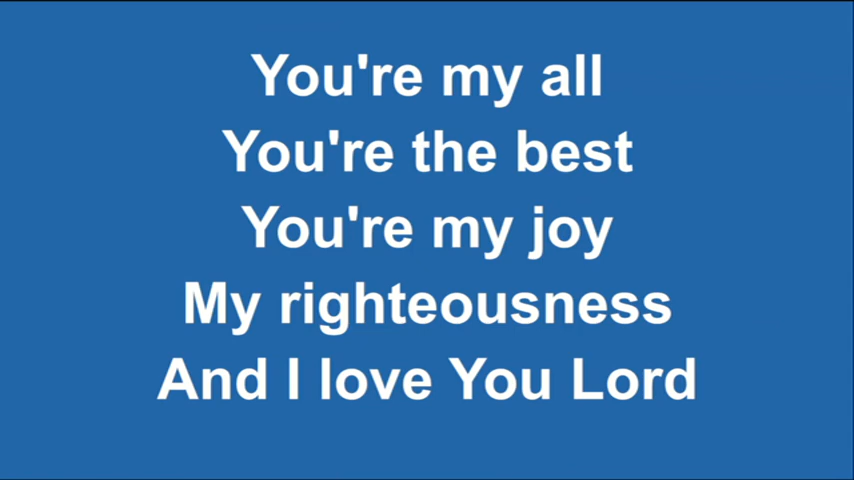 You're my all
You're the best
You're my joy
My righteousness
And I love You Lord